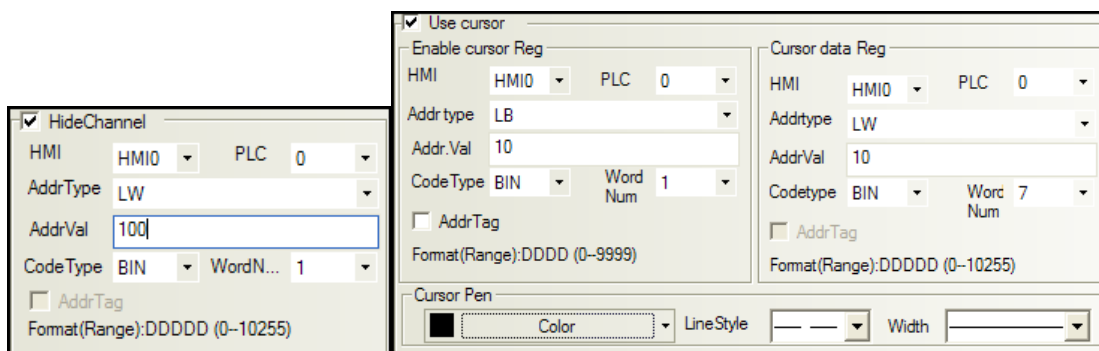 HideChannel
HMI HMI0 PLC 0
AddrType LW
AddrVal 100
CodeType BIN WordN... 1
AddrTag
Format(Range):DDDDD (0--10255)
Use cursor
Enable cursor Reg
HMI HMI0 PLC 0
Addr type LB
Addr.Val 10
CodeType BIN Word Num 1
AddrTag
Format(Range):DDDD (0--9999)
Cursor data Reg
HMI HMI0 PLC 0
Addrtype LW
AddrVal 10
Codetype BIN Word Num 7
AddrTag
Format(Range):DDDDD (0--10255)
Cursor Pen
Color LineStyle Width